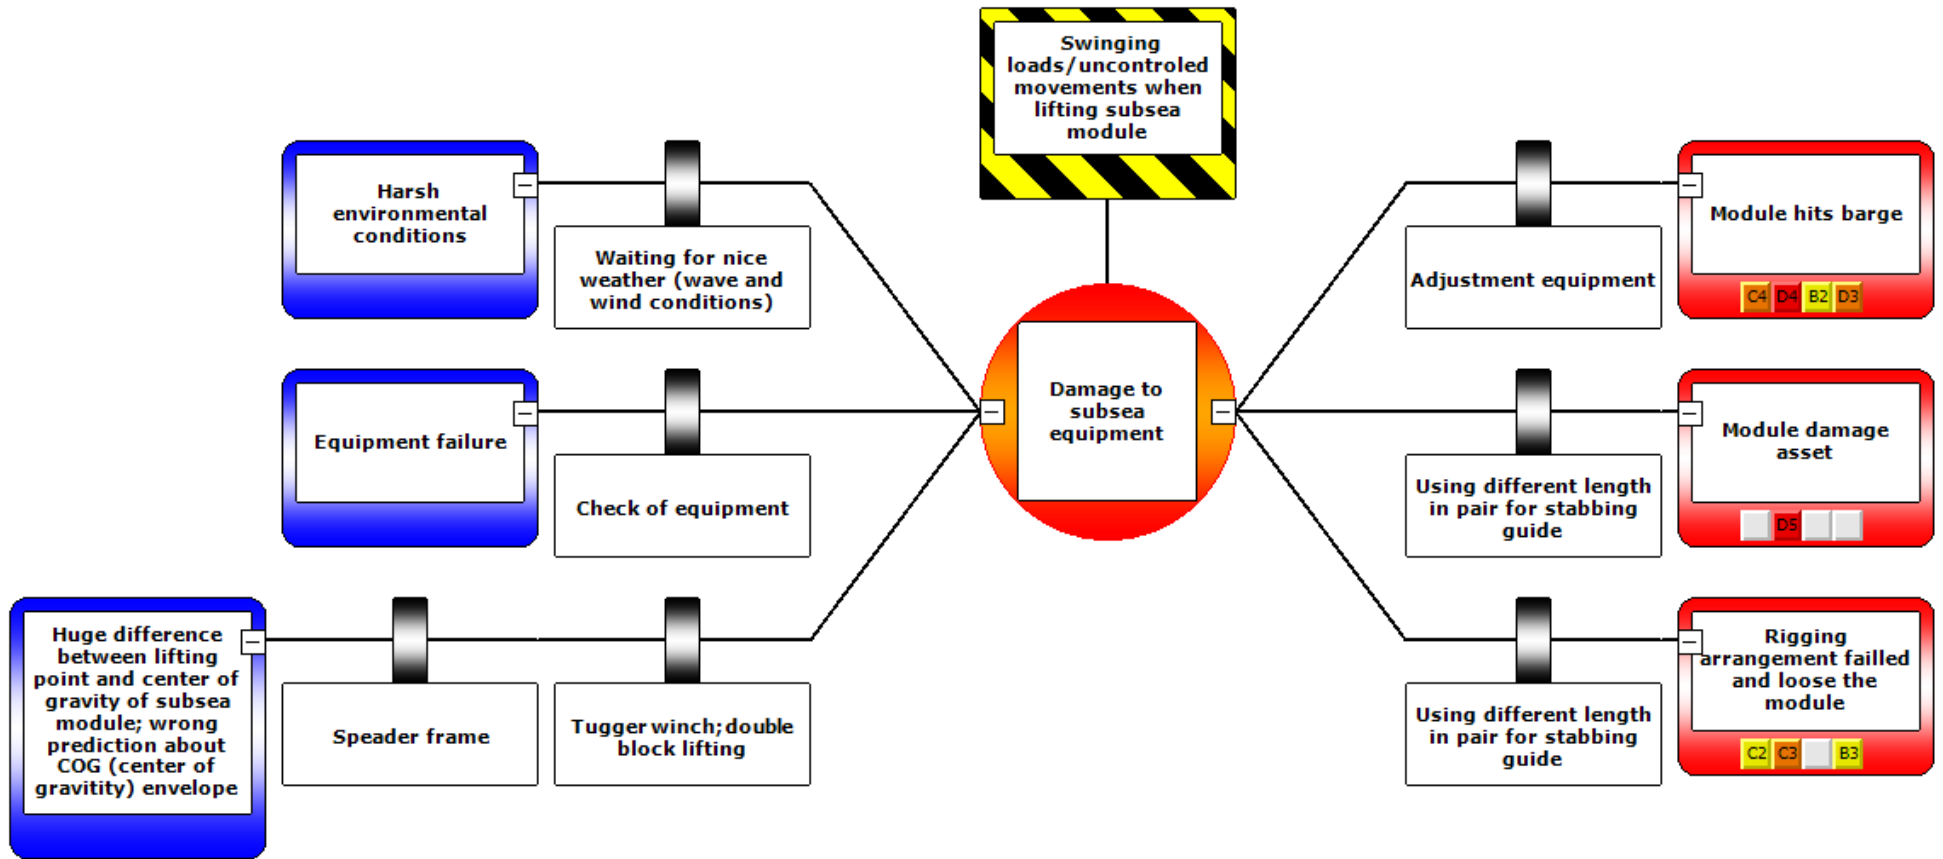 Swinging
loads/uncontroled
movements when
lifting subsea
module
Harsh
environmental
conditions
Waiting for nice
weather (wave and
wind conditions)
Equipment failure
Check of equipment
Huge difference
between lifting
point and center of
gravity of subsea
module; wrong
prediction about
COG (center of
gravitity) envelope
Speader frame
Tugger winch; double
block lifting
Damage to
subsea
equipment
Adjustment equipment
Module hits barge
C4 D4 B2 D3
Using different length
in pair for stabbing
guide
Module damage
asset
D5
Using different length
in pair for stabbing
guide
Rigging
arrangement failled
and loose the
module
C2 C3 B3